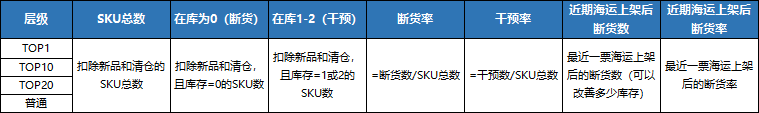 层级
SKU总数
在库为0（断货）
在库1-2（干预）
断货率
干预率
近期海运上架后
断货数
近期海运上架后
断货率
TOP1
TOP10
TOP20
普通
扣除新品和清仓的
SKU总数
扣除新品和清仓，
且库存=0的SKU数
扣除新品和清仓，
且库存=1或2的
SKU数
=断货数/SKU总数
=干预数/SKU总数
最近一票海运上架
后的断货数（可以
改善多少库存）
最近一票海运上架
后的断货率